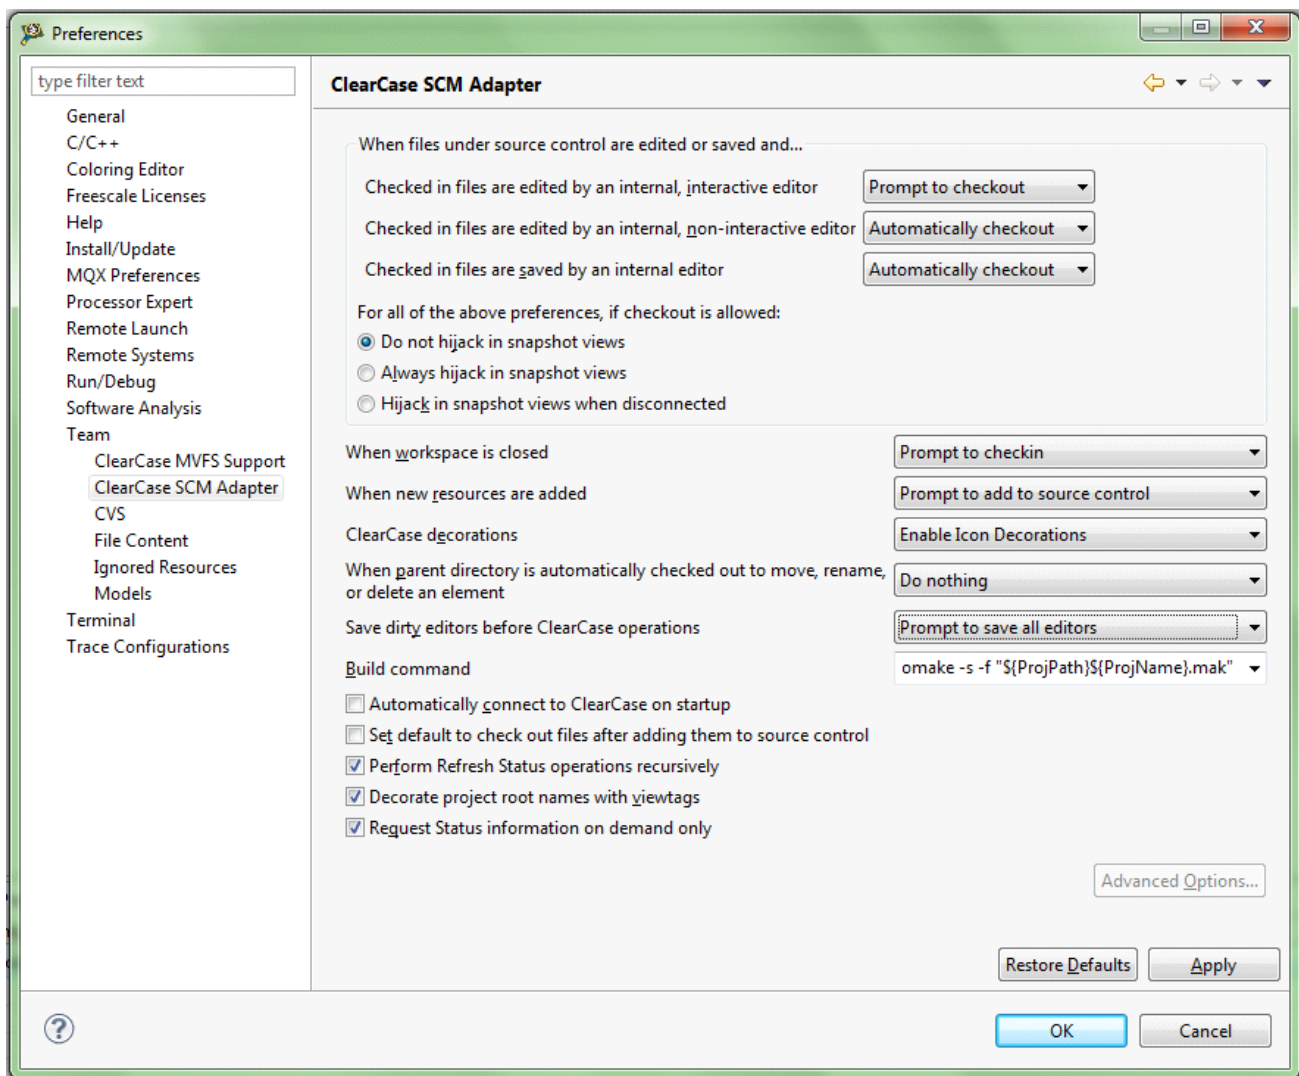 Preferences
type filter text
General
C/C++
Coloring Editor
Freescale Licenses
Help
Install/Update
MQX Preferences
Processor Expert
Remote Launch
Remote Systems
Run/Debug
Software Analysis
Team
ClearCase MVFS Support
ClearCase SCM Adapter
CVS
File Content
Ignored Resources
Models
Terminal
Trace Configurations
ClearCase SCM Adapter
When files under source control are edited or saved and...
Checked in files are edited by an internal, interactive editor Prompt to checkout
Checked in files are edited by an internal, non-interactive editor Automatically checkout
Checked in files are saved by an internal editor Automatically checkout
For all of the above preferences, if checkout is allowed:
Do not hijack in snapshot views
Always hijack in snapshot views
Hijack in snapshot views when disconnected
When workspace is closed Prompt to checkin
When new resources are added Prompt to add to source control
ClearCase decorations Enable Icon Decorations
When parent directory is automatically checked out to move, rename,
or delete an element Do nothing
Save dirty editors before ClearCase operations Prompt to save all editors
Build command omake -s -f "${ProjPath}${ProjName}.mak"
Automatically connect to ClearCase on startup
Set default to check out files after adding them to source control
Perform Refresh Status operations recursively
Decorate project root names with viewtags
Request Status information on demand only
Advanced Options...
Restore Defaults Apply
OK Cancel